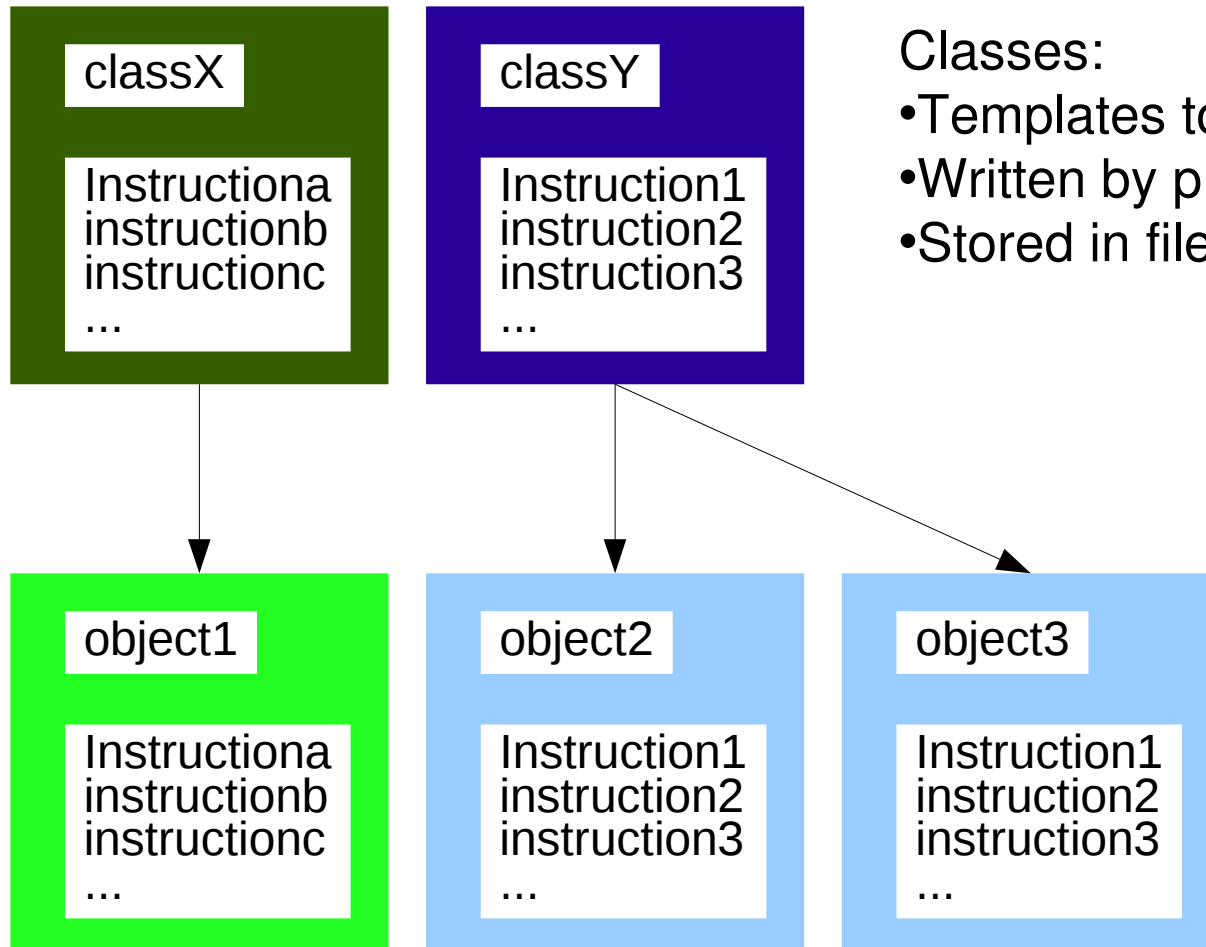 classX
Instructiona
instructionb
instructionc
...
classY
Instruction1
instruction2
instruction3
...
Classes:
•Templates
•Written by
•Stored in
object1
Instructiona
instructionb
instructionc
...
object2
Instruction1
instruction2
instruction3
...
object3
Instruction1
instruction2
instruction3
...